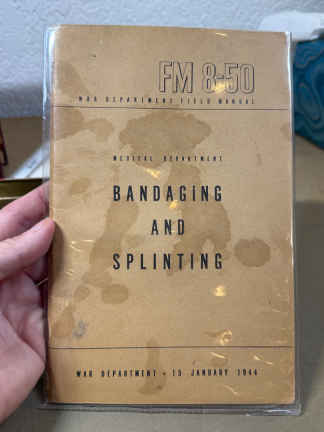 FM 8-50
WAR DEPARTMENT FIELD MANUAL
MEDICAL DEPARTMENT
BANDAGING
AND
SPLINTING
WAR DEPARTMENT • 15 JANUARY 1944